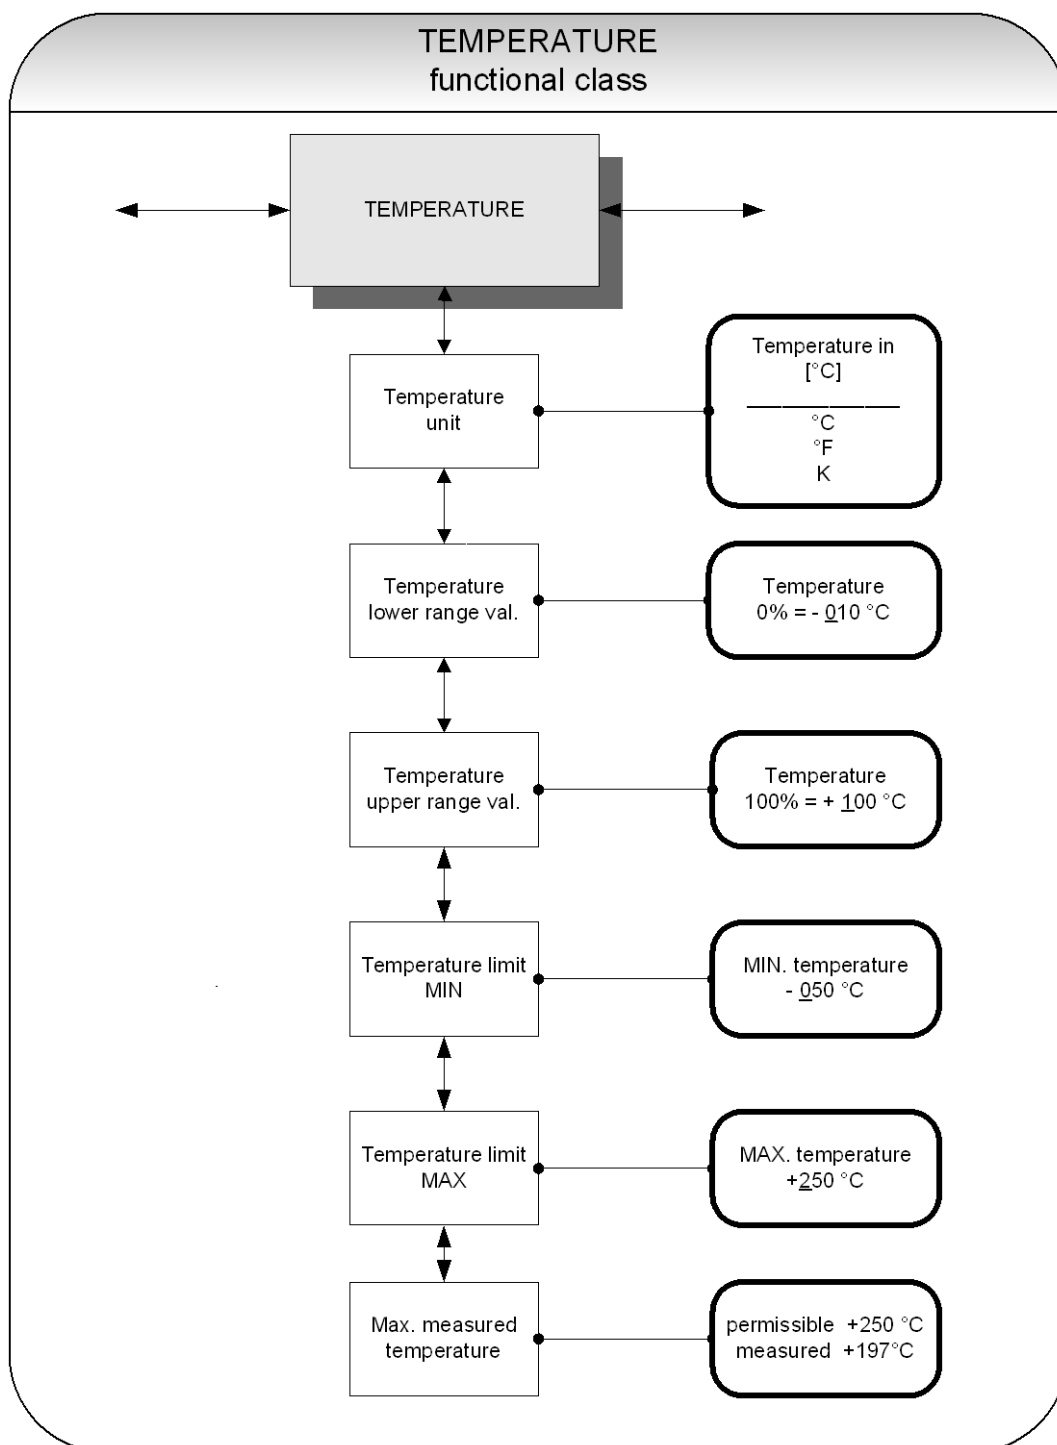 TEMPERATURE
functional class
TEMPERATURE
Temperature
unit
Temperature in
[°C]
°C
°F
K
Temperature
lower range val.
Temperature
0% = - 010 °C
Temperature
upper range val.
Temperature
100% = + 100 °C
Temperature limit
MIN
MIN. temperature
- 050 °C
Temperature limit
MAX
MAX. temperature
+250 °C
Max. measured
temperature
permissible +250 °C
measured +197°C